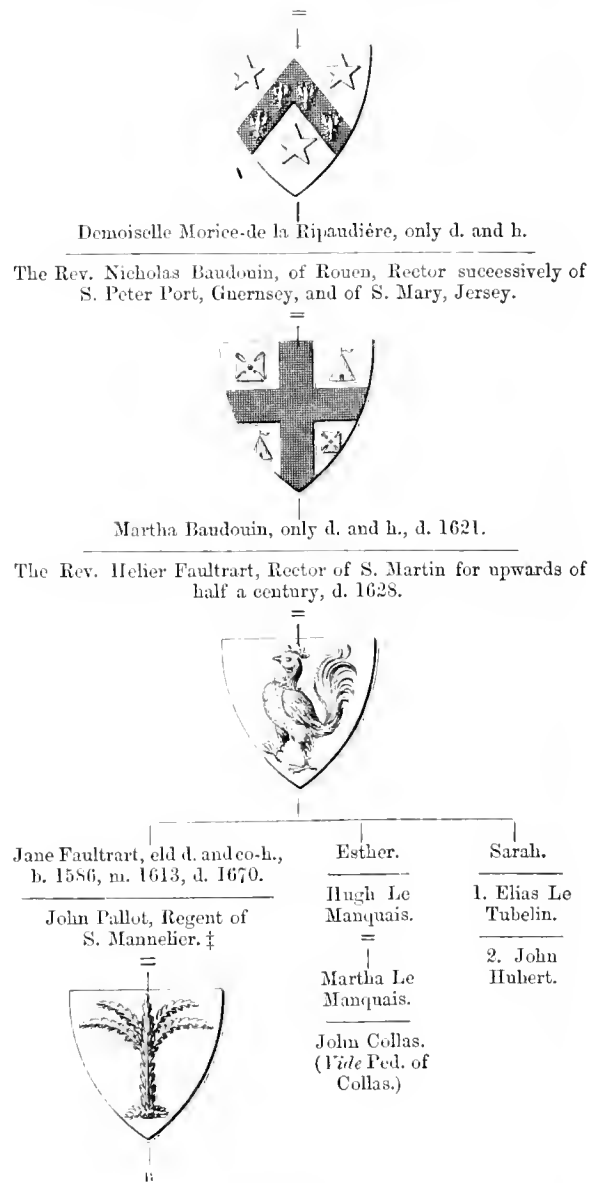 =
Demoiselle Morice-de la Ripaudière, only d. and h.
The Rev. Nicholas Baudouin, of Rouen, Rector successively of
S. Peter Port, Guernsey, and of S. Mary, Jersey.
=
Martha Baudouin, only d. and h., d. 1621.
The Rev. Helier Faultrart, Rector of S. Martin for upwards of
half a century, d. 1628.
=
Jane Faultrart, eld d. and co-h.,
b. 1586, m. 1613, d. 1670.
John Pallot, Regent of
S. Mannelier. ‡
=
Esther.
Hugh Le
Manquais.
=
Martha Le
Manquais.
John Collas.
(Vide Ped. of
Collas.)
Sarah.
1. Elias Le
Tubelin.
2. John
Hubert.